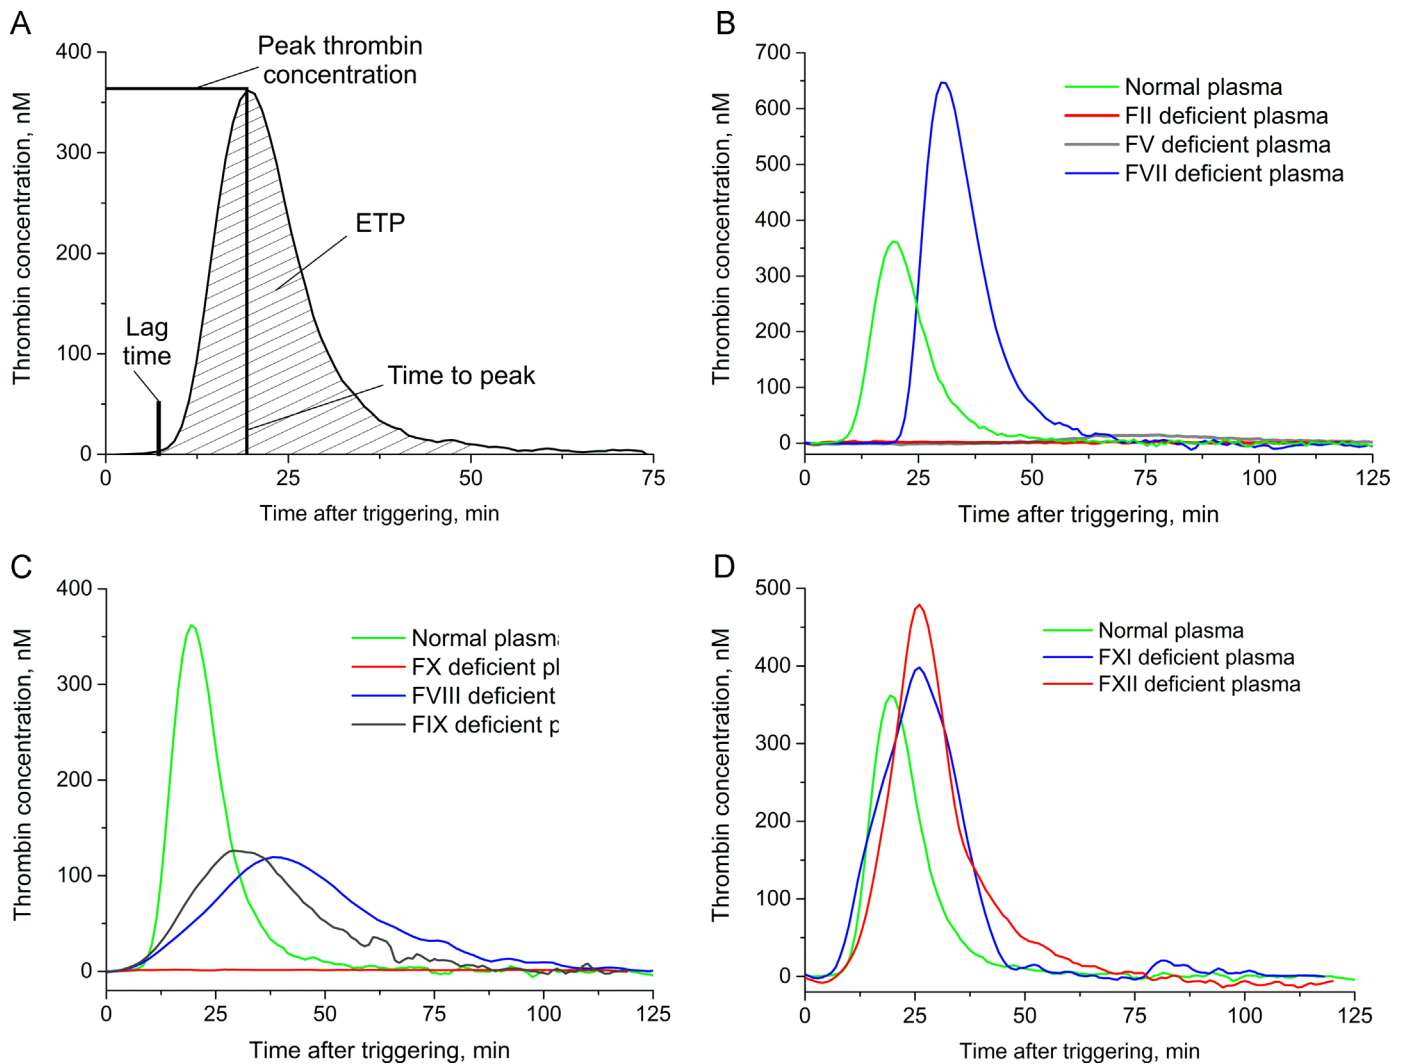 A
Peak thrombin
concentration
400
300
200
100
0
Thrombin concentration, nM
ETP
Lag
time
Time to peak
0 25 50 75
Time after triggering, min
B
700
600
500
400
300
200
100
0
Thrombin concentration, nM
Normal plasma
FII deficient plasma
FV deficient plasma
FVII deficient plasma
0 25 50 75 100 125
Time after triggering, min
C
400
300
200
100
0
Thrombin concentration, nM
Normal plasma
FX deficient pl
FVIII deficient
FIX deficient p
0 25 50 75 100 125
Time after triggering, min
D
500
400
300
200
100
0
Thrombin concentration, nM
Normal plasma
FXI deficient plasma
FXII deficient plasma
0 25 50 75 100 125
Time after triggering, min